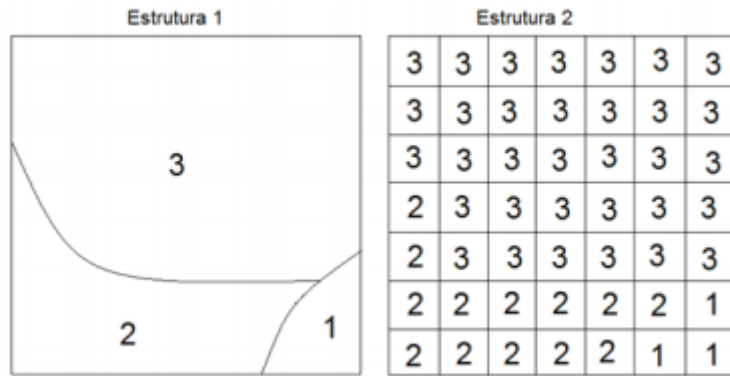 Estrutura 1
3
2
1
Estrutura 2
3 3 3 3 3 3 3
3 3 3 3 3 3 3
3 3 3 3 3 3 3
2 3 3 3 3 3 3
2 3 3 3 3 3 3
2 2 2 2 2 2 1
2 2 2 2 2 1 1